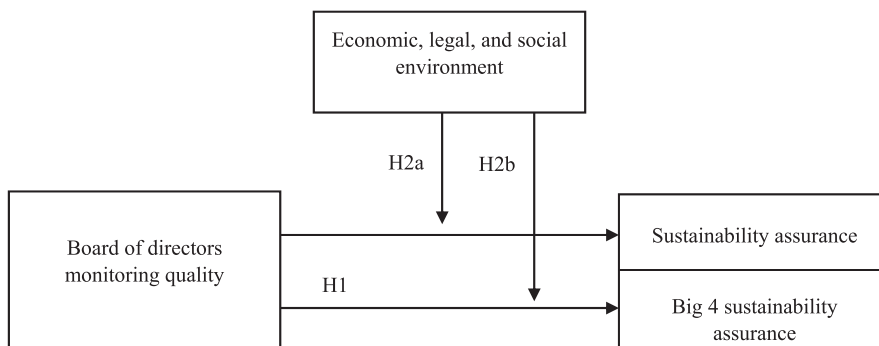 Economic, legal, and social
environment
H2a
H2b
Board of directors
monitoring quality
Sustainability assurance
H1
Big 4 sustainability
assurance